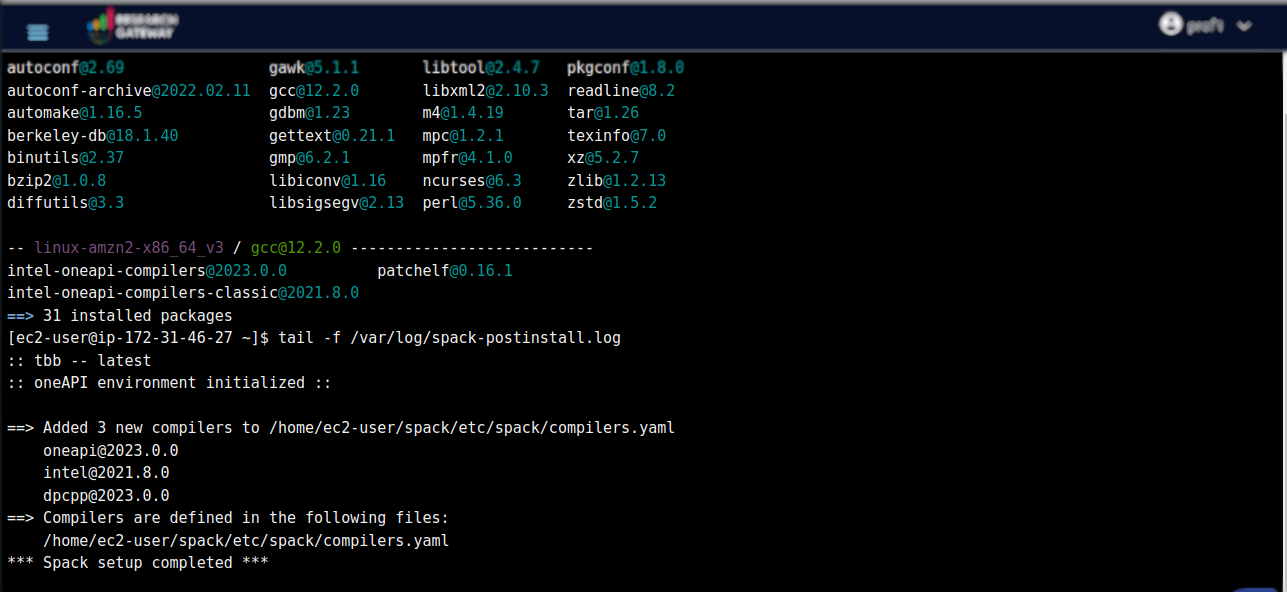 RESEARCH
GATEWAY
prof1
autoconf@2.69 gawk@5.1.1 libtool@2.4.7 pkgconf@1.8.0
autoconf-archive@2022.02.11 gcc@12.2.0 libxml2@2.10.3 readline@8.2
automake@1.16.5 gdbm@1.23 m4@1.4.19 tar@1.26
berkeley-db@18.1.40 gettext@0.21.1 mpc@1.2.1 texinfo@7.0
binutils@2.37 gmp@6.2.1 mpfr@4.1.0 xz@5.2.7
bzip2@1.0.8 libiconv@1.16 ncurses@6.3 zlib@1.2.13
diffutils@3.3 libsigsegv@2.13 perl@5.36.0 zstd@1.5.2
-- linux-amzn2-x86_64_v3 / gcc@12.2.0 ---------------------------
intel-oneapi-compilers@2023.0.0 patchelf@0.16.1
intel-oneapi-compilers-classic@2021.8.0
==> 31 installed packages
[ec2-user@ip-172-31-46-27 ~]$ tail -f /var/log/spack-postinstall.log
:: tbb -- latest
:: oneAPI environment initialized ::
==> Added 3 new compilers to /home/ec2-user/spack/etc/spack/compilers.yaml
oneapi@2023.0.0
intel@2021.8.0
dpcpp@2023.0.0
==> Compilers are defined in the following files:
/home/ec2-user/spack/etc/spack/compilers.yaml
*** Spack setup completed ***